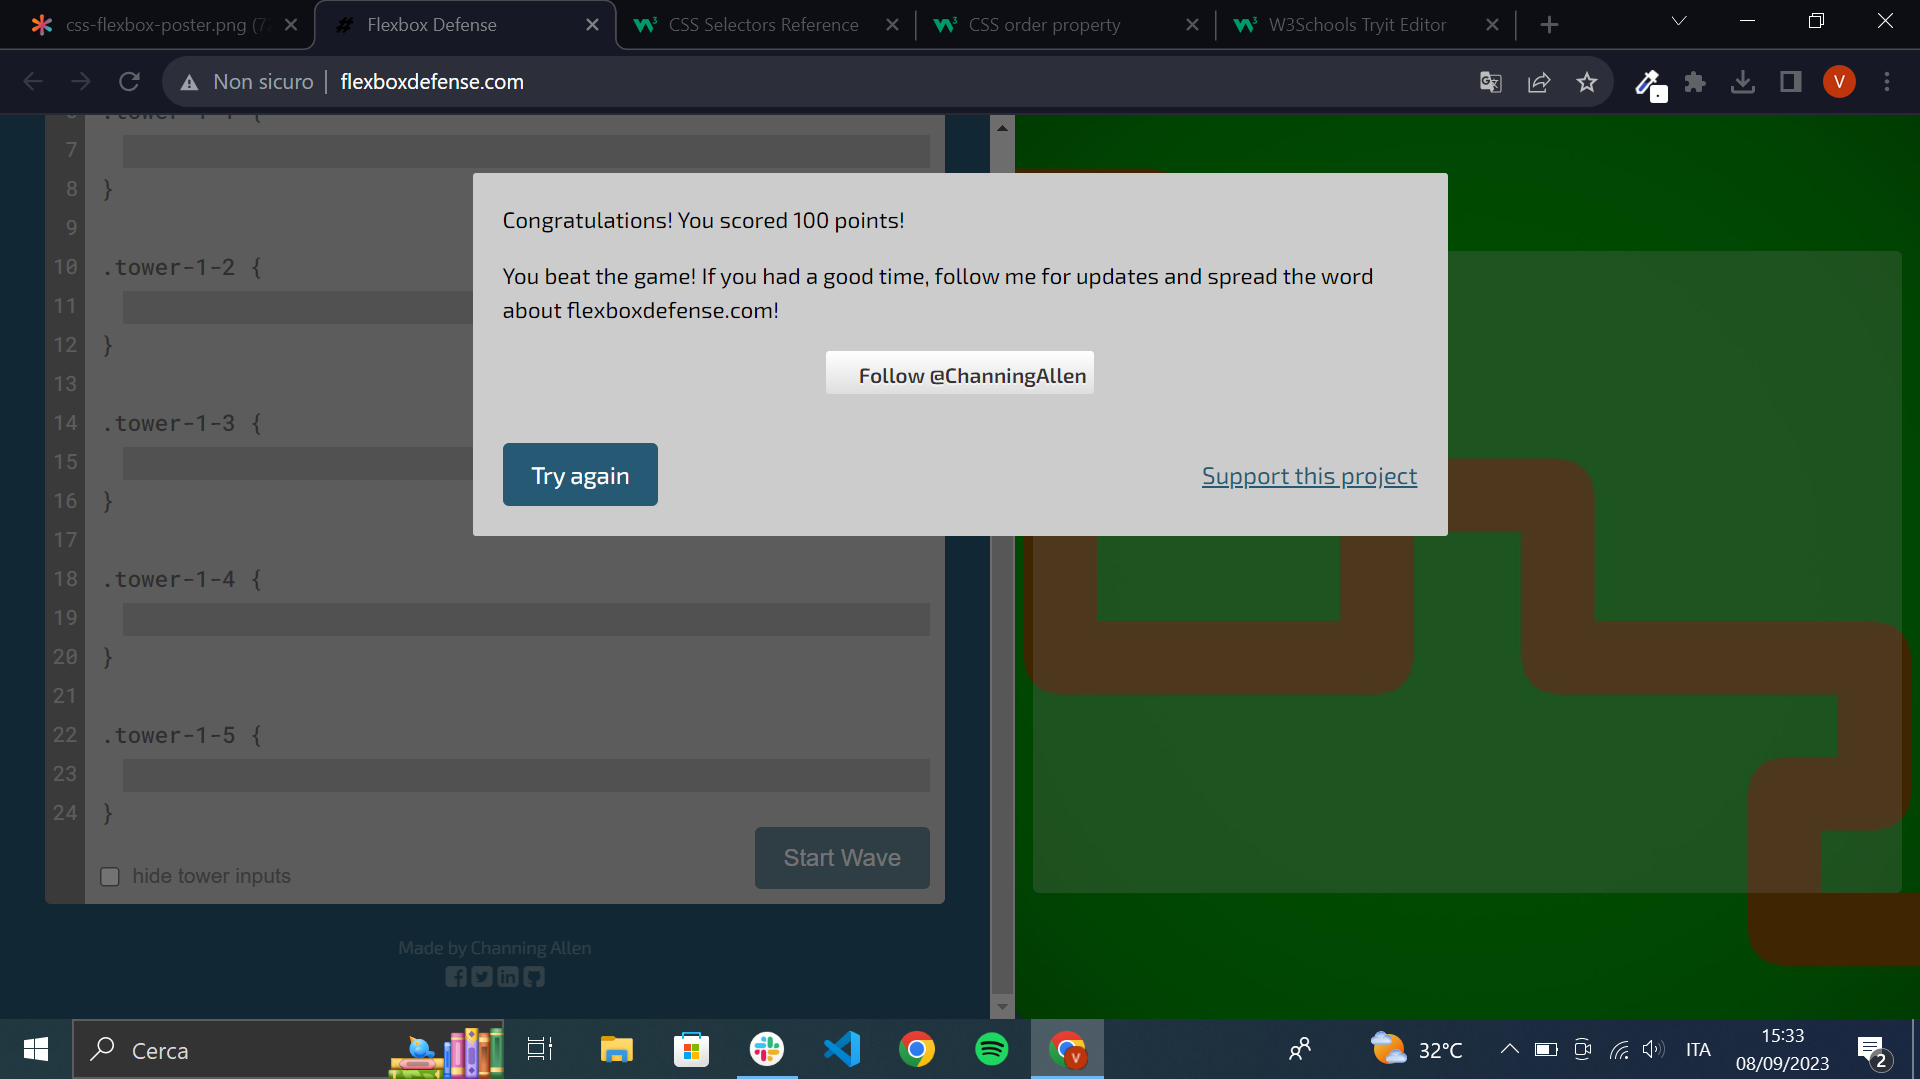 css-flexbox-poster.png (7
Flexbox Defense
CSS Selectors Reference
CSS order property
W3Schools Tryit Editor
Non sicuro
flexboxdefense.com
V
7
8 }
9
10 .tower-1-2 {
11
12 }
13
14 .tower-1-3 {
15
16 }
17
18 .tower-1-4 {
19
20 }
21
22 .tower-1-5 {
23
24 }
hide tower inputs
Start Wave
Made by Channing Allen
Congratulations! You scored 100 points!
You beat the game! If you had a good time, follow me for updates and spread the word
about flexboxdefense.com!
Follow @ChanningAllen
Try again
Support this project
Cerca
V
32°C
ITA
15:33
08/09/2023
2